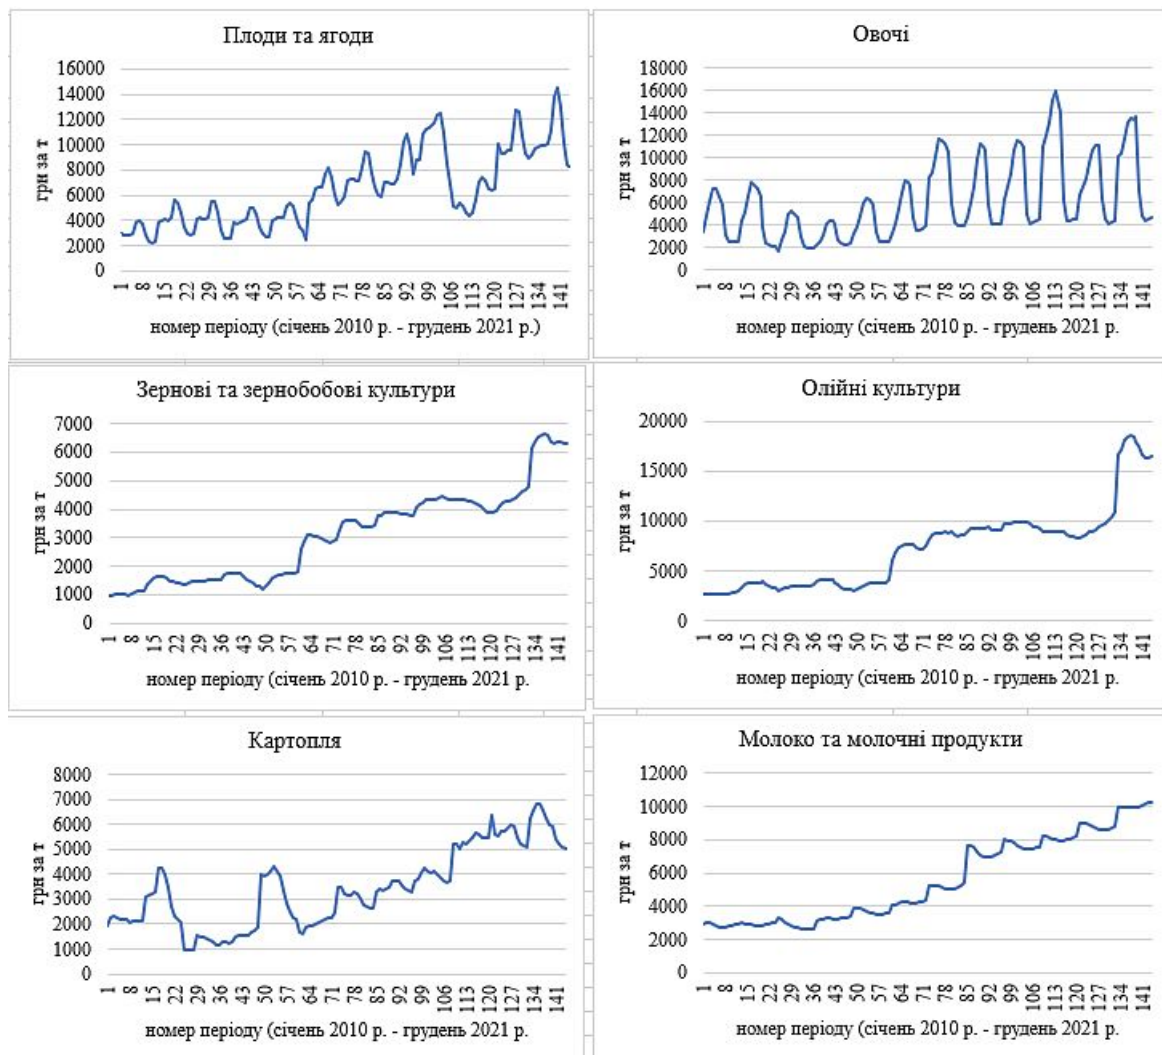 Плоди та ягоди
грн за т
16000
14000
12000
10000
8000
6000
4000
2000
0
1 8 15 22 29 36 43 50 57 64 71 78 85 92 99 106 113 120 127 134 141
номер періоду (січень 2010 р. - грудень 2021 р.)
Овочі
грн за т
18000
16000
14000
12000
10000
8000
6000
4000
2000
0
1 8 15 22 29 36 43 50 57 64 71 78 85 92 99 106 113 120 127 134 141
номер періоду (січень 2010 р. - грудень 2021 р.
Зернові та зернобобові культури
грн за т
7000
6000
5000
4000
3000
2000
1000
0
1 8 15 22 29 36 43 50 57 64 71 78 85 92 99 106 113 120 127 134 141
номер періоду (січень 2010 р. - грудень 2021 р.
Олійні культури
грн за т
20000
15000
10000
5000
0
1 8 15 22 29 36 43 50 57 64 71 78 85 92 99 106 113 120 127 134 141
номер періоду (січень 2010 р. - грудень 2021 р.
Картопля
грн за т
8000
7000
6000
5000
4000
3000
2000
1000
0
1 8 15 22 29 36 43 50 57 64 71 78 85 92 99 106 113 120 127 134 141
номер періоду (січень 2010 р. - грудень 2021 р.
Молоко та молочні продукти
грн за т
12000
10000
8000
6000
4000
2000
0
1 8 15 22 29 36 43 50 57 64 71 78 85 92 99 106 113 120 127 134 141
номер періоду (січень 2010 р. - грудень 2021 р.